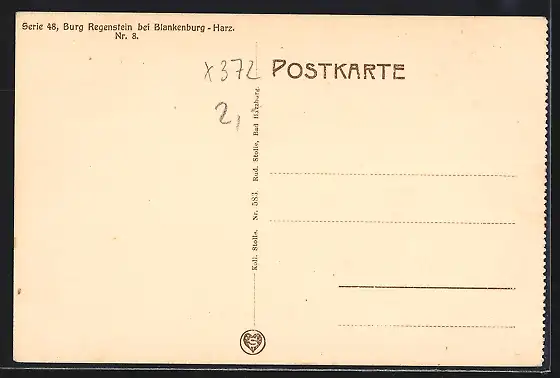 Serie 48, Burg Regenstein bei Blankenburg - Harz.
Nr. 8.
x 372
2,
POSTKARTE
Koll. Stolle. Nr. 583. Rud. Stolle, Bad Harzburg.